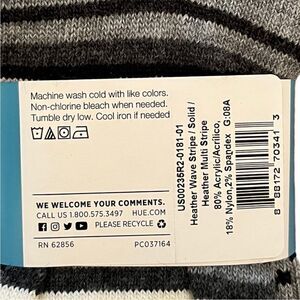 Machine wash cold with like colors.
Non-chlorine bleach when needed.
Tumble dry low. Cool iron if needed
WE WELCOME YOUR COMMENTS.
CALL US 1.800.575.3497 HUE.COM
PLEASE RECYCLE
RN 62856 PC037164
US00235R2-0181-01
Heather Wave Stripe / Solid /
Heather Multi Stripe
80% Acrylic/Acrílico,
18% Nylon,2% Spandex G:08A
8 88172 70341 3